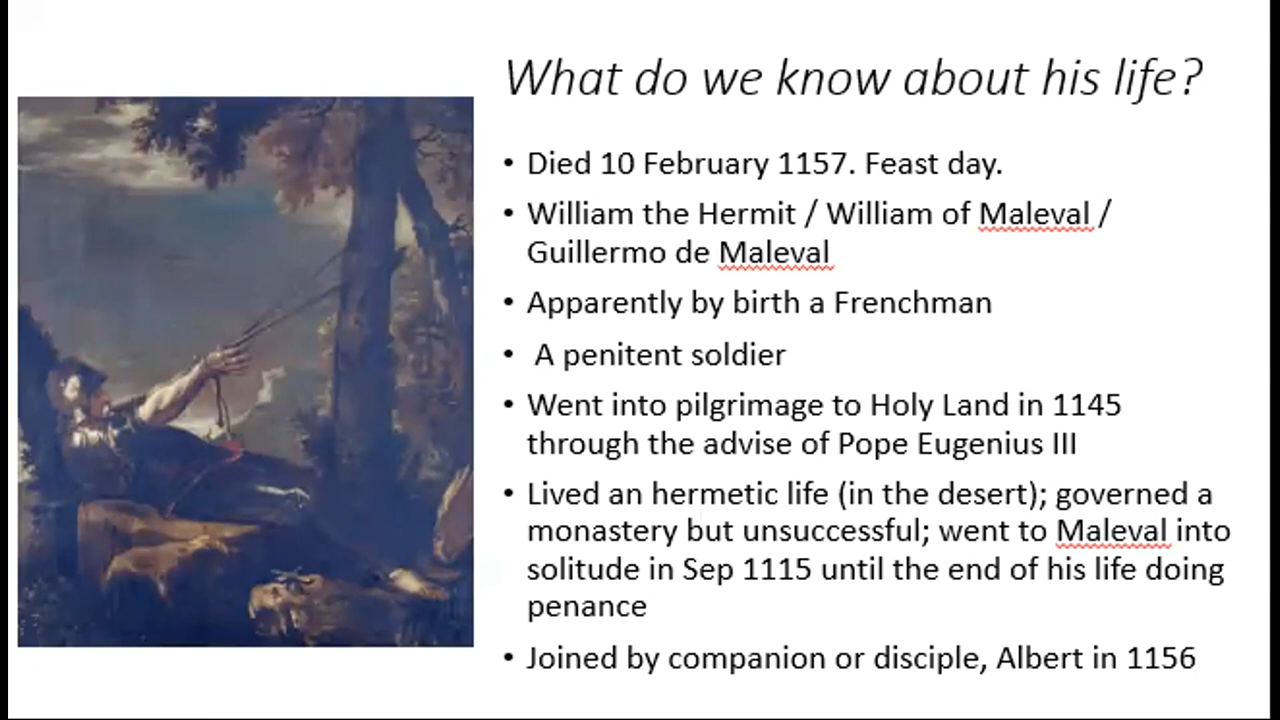 What do we know about his life?
• Died 10 February 1157. Feast day.
• William the Hermit / William of Maleval /
Guillermo de Maleval
• Apparently by birth a Frenchman
• A penitent soldier
• Went into pilgrimage to Holy Land in 1145
through the advise of Pope Eugenius III
• Lived an hermetic life (in the desert); governed a
monastery but unsuccessful; went to Maleval into
solitude in Sep 1115 until the end of his life doing
penance
• Joined by companion or disciple, Albert in 1156